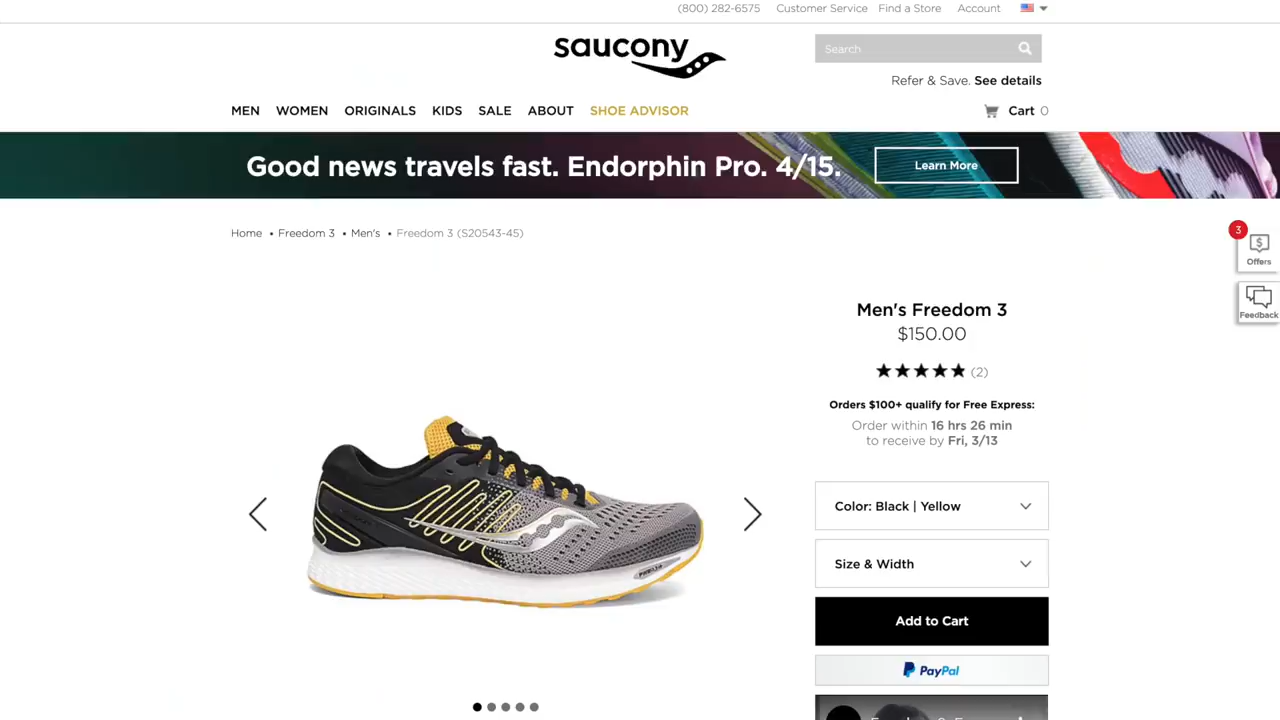 (800) 282-6575 Customer Service Find a Store Account
saucony
Search
Refer & Save. See details
MEN WOMEN ORIGINALS KIDS SALE ABOUT SHOE ADVISOR
Cart 0
Good news travels fast. Endorphin Pro. 4/15. Learn More
Home • Freedom 3 • Men's • Freedom 3 (S20543-45)
3
Offers
Feedback
Men's Freedom 3
$150.00
(2)
Orders $100+ qualify for Free Express:
Order within 16 hrs 26 min
to receive by Fri, 3/13
Color: Black | Yellow
Size & Width
Add to Cart
PayPal